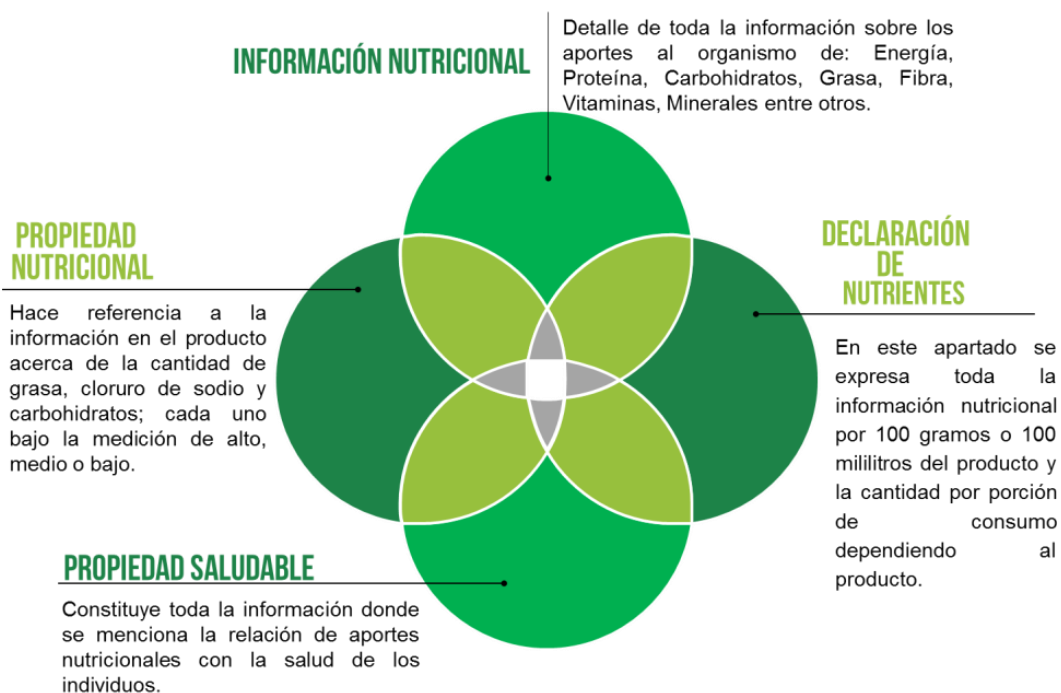 INFORMACIÓN NUTRICIONAL
Detalle de toda la información sobre los
aportes al organismo de: Energía,
Proteína, Carbohidratos, Grasa, Fibra,
Vitaminas, Minerales entre otros.
PROPIEDAD
NUTRICIONAL
Hace referencia a la
información en el producto
acerca de la cantidad de
grasa, cloruro de sodio y
carbohidratos; cada uno
bajo la medición de alto,
medio o bajo.
DECLARACIÓN
DE
NUTRIENTES
En este apartado se
expresa toda la
información nutricional
por 100 gramos o 100
mililitros del producto y
la cantidad por porción
de consumo
dependiendo al
producto.
PROPIEDAD SALUDABLE
Constituye toda la información donde
se menciona la relación de aportes
nutricionales con la salud de los
individuos.